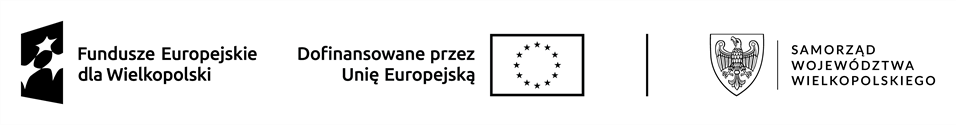 Fundusze Europejskie
dla Wielkopolski
Dofinansowane przez
Unię Europejską
SAMORZĄD
WOJEWÓDZTWA
WIELKOPOLSKIEGO